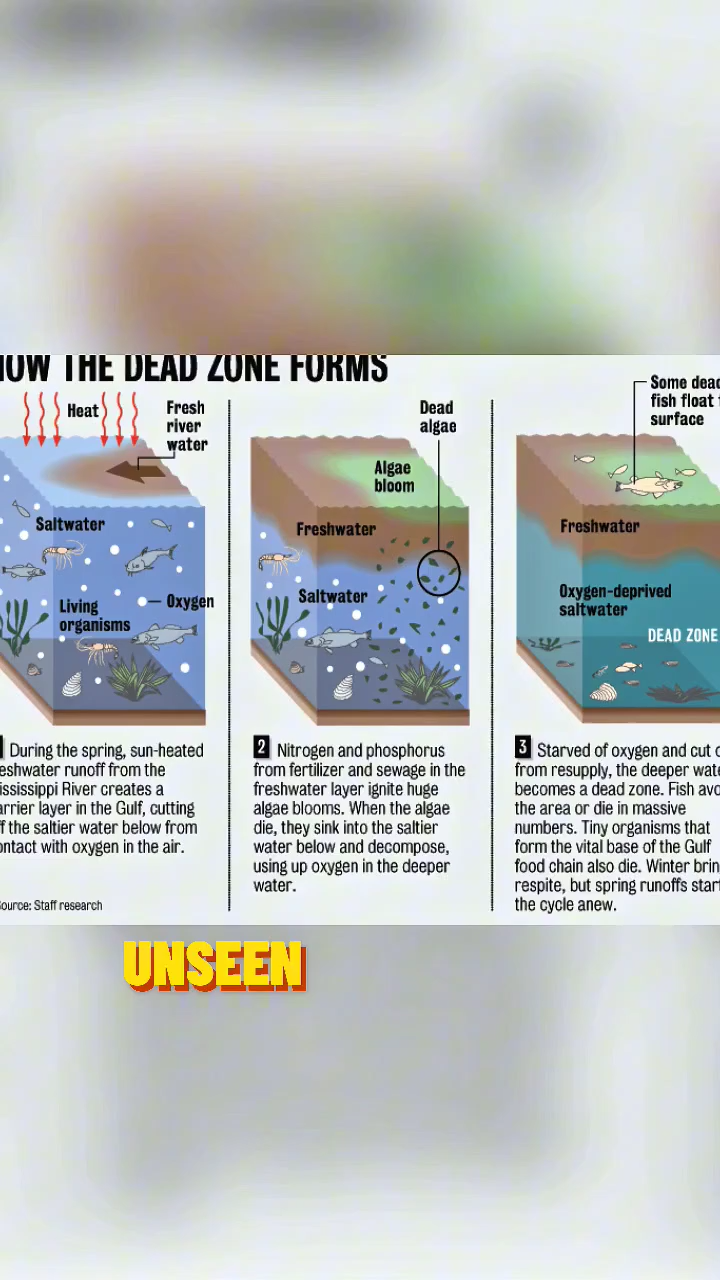 HOW THE DEAD ZONE FORMS
Heat
Fresh
river
water
Saltwater
Living
organisms
Oxygen
During the spring, sun-heated
eshwater runoff from the
ississippi River creates a
arrier layer in the Gulf, cutting
ff the saltier water below from
ontact with oxygen in the air.
ource: Staff research
Dead
algae
Algae
bloom
Freshwater
Saltwater
2 Nitrogen and phosphorus
from fertilizer and sewage in the
freshwater layer ignite huge
algae blooms. When the algae
die, they sink into the saltier
water below and decompose,
using up oxygen in the deeper
water.
Some dead
fish float t
surface
Freshwater
Oxygen-deprived
saltwater
DEAD ZONE
3 Starved of oxygen and cut o
from resupply, the deeper wate
becomes a dead zone. Fish avo
the area or die in massive
numbers. Tiny organisms that
form the vital base of the Gulf
food chain also die. Winter brin
respite, but spring runoffs start
the cycle anew.
UNSEEN